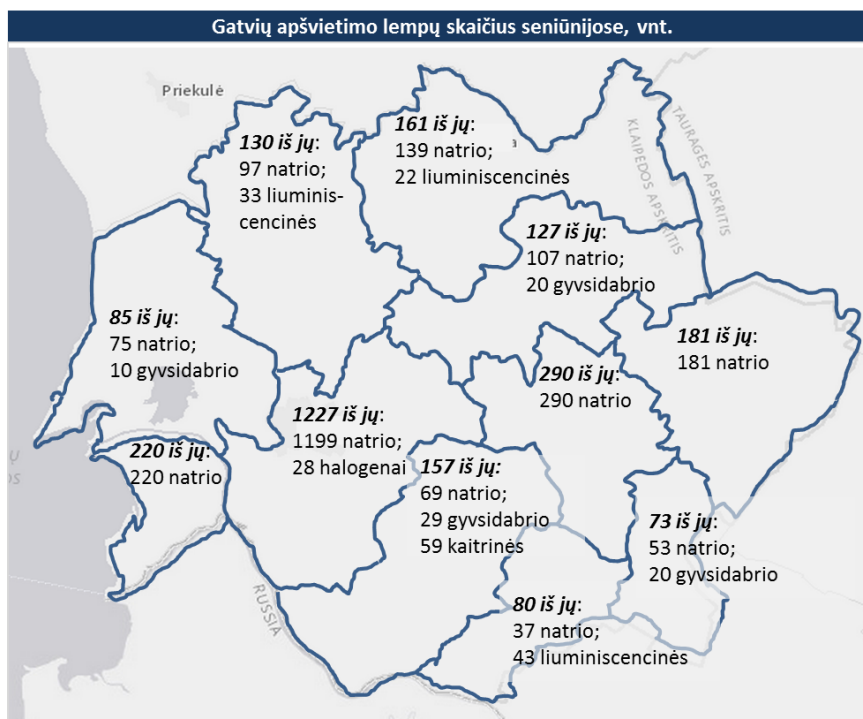 Gatvių apšvietimo lempų skaičius seniūnijose, vnt.
Priekulė
130 iš jų:
97 natrio;
33 liuminis-
cencinės
161 iš jų:
139 natrio;
22 liuminiscencinės
TAURAGĖS APSKRITIS
KLAIPĖDOS APSKRITIS
127 iš jų:
107 natrio;
20 gyvsidabrio
85 iš jų:
75 natrio;
10 gyvsidabrio
181 iš jų:
181 natrio
290 iš jų:
290 natrio
1227 iš jų:
1199 natrio;
28 halogenai
220 iš jų:
220 natrio
157 iš jų:
69 natrio;
29 gyvsidabrio
59 kaitrinės
73 iš jų:
53 natrio;
20 gyvsidabrio
RUSSIA
80 iš jų:
37 natrio;
43 liuminiscencinės